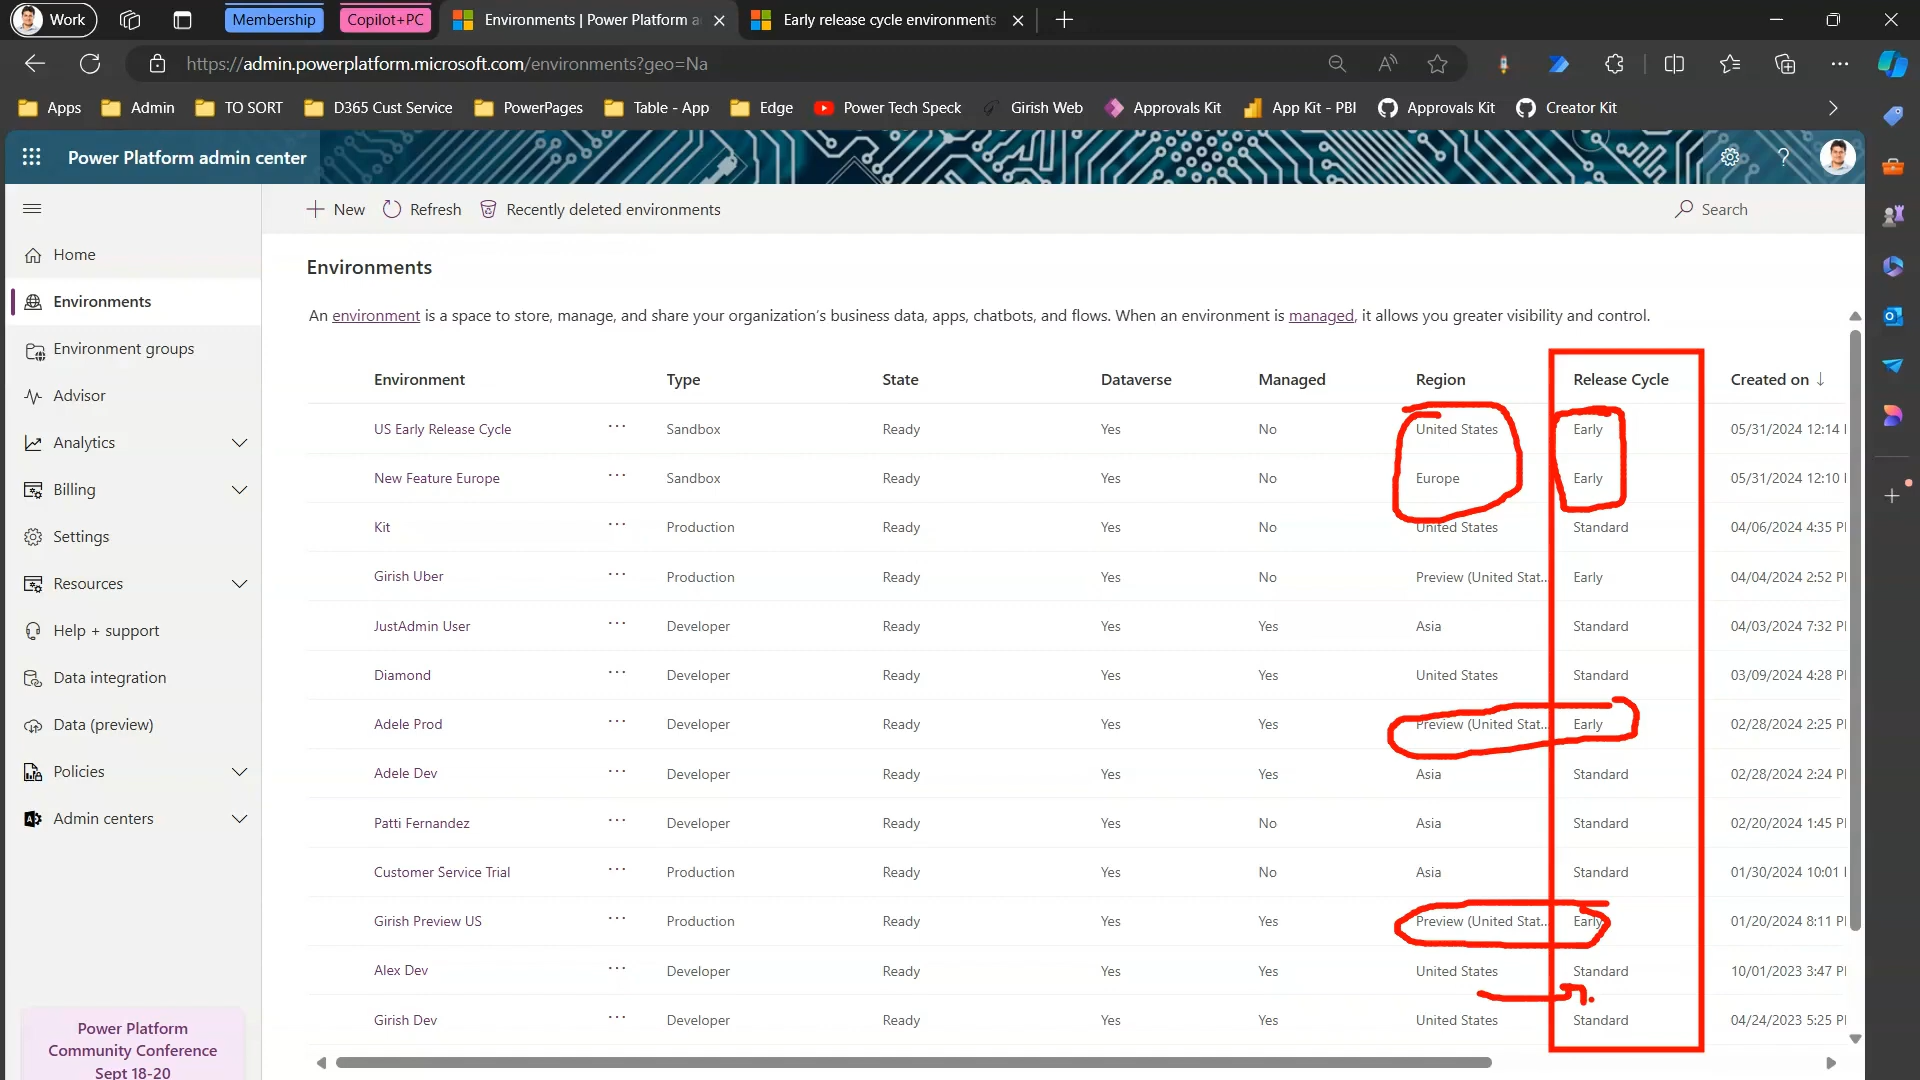 Work
Membership
Copilot+PC
Environments | Power Platform a
Early release cycle environments
https://admin.powerplatform.microsoft.com/environments?geo=Na
Apps Admin TO SORT D365 Cust Service PowerPages Table - App Edge Power Tech Speck Girish Web Approvals Kit App Kit - PBI Approvals Kit Creator Kit
Power Platform admin center
New Refresh Recently deleted environments Search
Home
Environments
Environment groups
Advisor
Analytics
Billing
Settings
Resources
Help + support
Data integration
Data (preview)
Policies
Admin centers
Power Platform
Community Conference
Sept 18-20
Environments
An environment is a space to store, manage, and share your organization's business data, apps, chatbots, and flows. When an environment is managed, it allows you greater visibility and control.
Environment Type State Dataverse Managed Region Release Cycle Created on ↓
US Early Release Cycle ... Sandbox Ready Yes No United States Early 05/31/2024 12:14
New Feature Europe ... Sandbox Ready Yes No Europe Early 05/31/2024 12:10
Kit ... Production Ready Yes No United States Standard 04/06/2024 4:35 P
Girish Uber ... Production Ready Yes No Preview (United Stat... Early 04/04/2024 2:52 P
JustAdmin User ... Developer Ready Yes Yes Asia Standard 04/03/2024 7:32 P
Diamond ... Developer Ready Yes Yes United States Standard 03/09/2024 4:28 P
Adele Prod ... Developer Ready Yes Yes Preview (United Stat... Early 02/28/2024 2:25 P
Adele Dev ... Developer Ready Yes Yes Asia Standard 02/28/2024 2:24 P
Patti Fernandez ... Developer Ready Yes No Asia Standard 02/20/2024 1:45 P
Customer Service Trial ... Production Ready Yes No Asia Standard 01/30/2024 10:01
Girish Preview US ... Production Ready Yes Yes Preview (United Stat... Early 01/20/2024 8:11 P
Alex Dev ... Developer Ready Yes Yes United States Standard 10/01/2023 3:47 P
Girish Dev ... Developer Ready Yes Yes United States Standard 04/24/2023 5:25 P